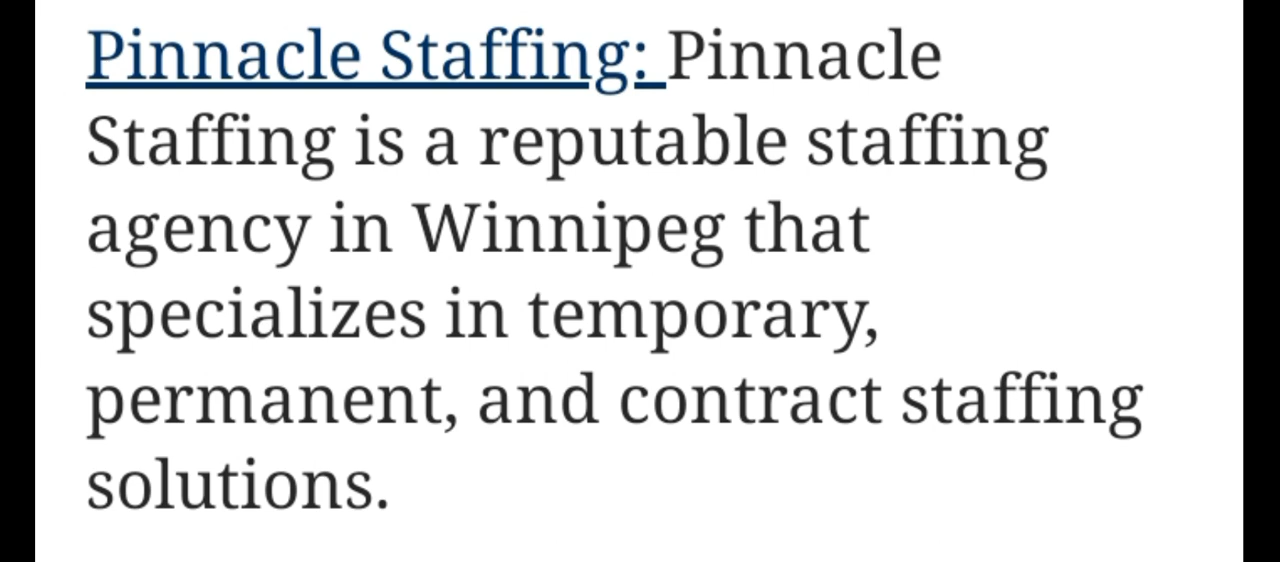 Pinnacle Staffing: Pinnacle
Staffing is a reputable staffing
agency in Winnipeg that
specializes in temporary,
permanent, and contract staffing
solutions.